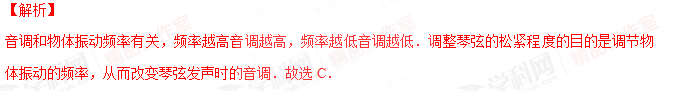 【解析】
音调和物体振动频率有关，频率越高音调越高，频率越低音调越低．调整琴弦的松紧程度的目的是调节物
体振动的频率，从而改变琴弦发声时的音调．故选 C．